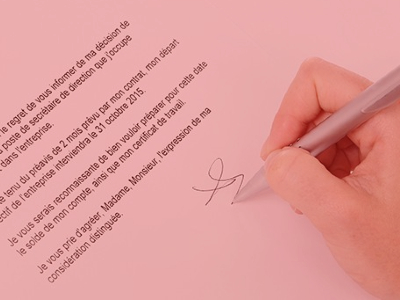 le regret de vous informer de ma décision de
poste de secrétaire de direction que j'occupe
dans l'entreprise.
tenu du préavis de 2 mois prévu par mon contrat, mon départ
de l'entreprise interviendra le 31 octobre 2015.
Je vous serais reconnaissante de bien vouloir préparer pour cette date
le solde de mon compte, ainsi que mon certificat de travail.
Je vous prie d'agréer, Madame, Monsieur, l'expression de ma
considération distinguée.